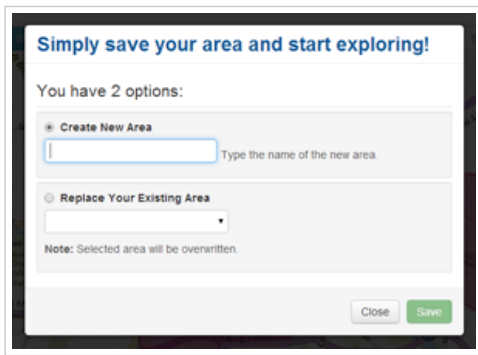 Simply save your area and start exploring!
You have 2 options:
Create New Area
Type the name of the new area.
Replace Your Existing Area
Note: Selected area will be overwritten.
Close Save